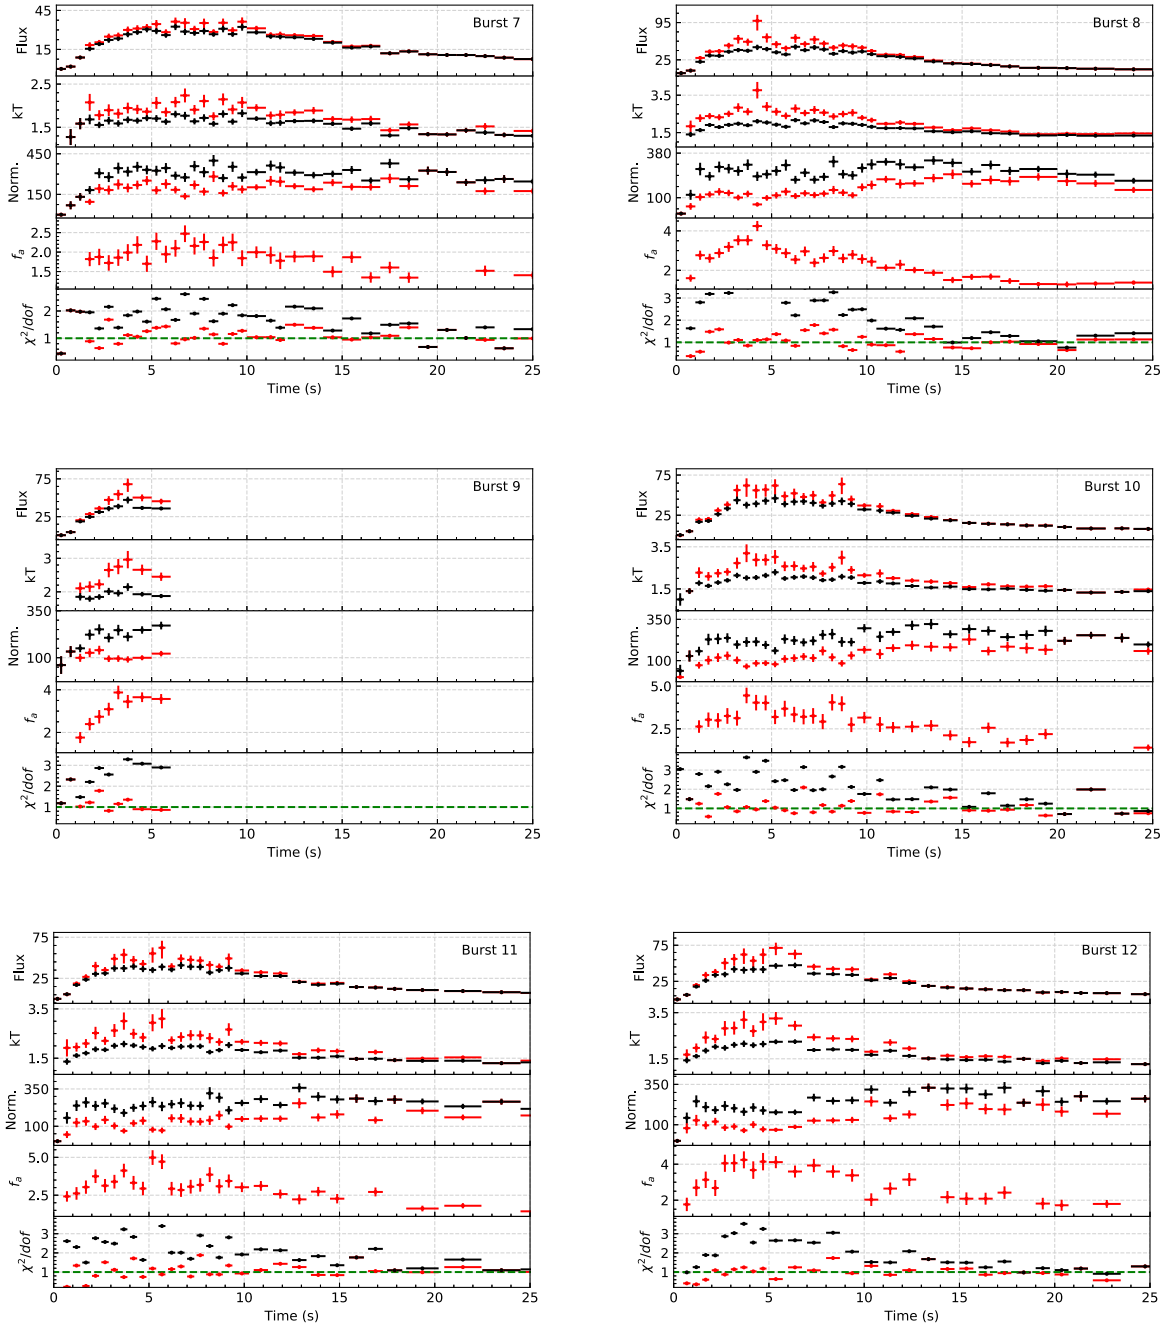 Burst 7
Flux
45
15
kT
2.5
1.5
Norm.
450
150
f_a
2.5
2.0
1.5
χ²/dof
2
1
0 5 10 15 20 25
Time (s)
Burst 8
Flux
95
25
kT
3.5
1.5
Norm.
380
100
f_a
4
2
χ²/dof
3
2
1
0 5 10 15 20 25
Time (s)
Burst 9
Flux
75
25
kT
3
2
Norm.
350
100
f_a
4
2
χ²/dof
3
2
1
0 5 10 15 20 25
Time (s)
Burst 10
Flux
75
25
kT
3.5
1.5
Norm.
350
100
f_a
5.0
2.5
χ²/dof
3
2
1
0 5 10 15 20 25
Time (s)
Burst 11
Flux
75
25
kT
3.5
1.5
Norm.
350
100
f_a
5.0
2.5
χ²/dof
3
2
1
0 5 10 15 20 25
Time (s)
Burst 12
Flux
75
25
kT
3.5
1.5
Norm.
350
100
f_a
4
2
χ²/dof
3
2
1
0 5 10 15 20 25
Time (s)